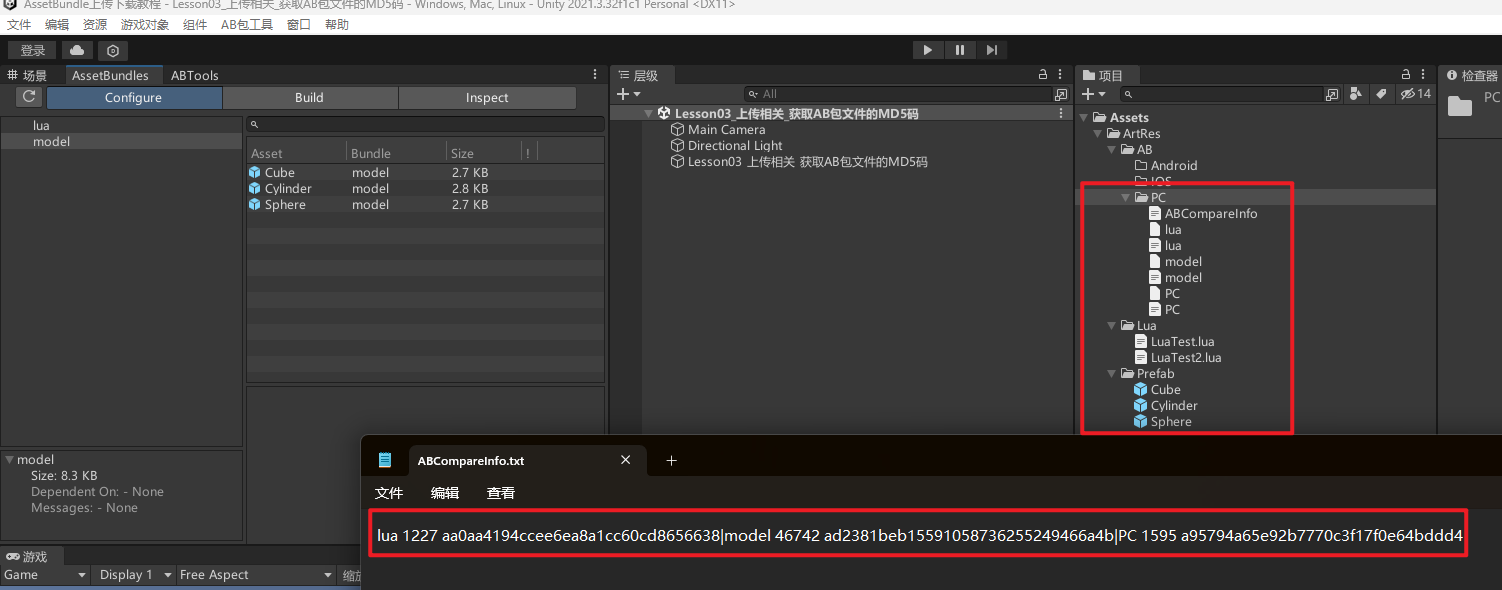 AssetBundle上传下载教程 - Lesson03_上传相关_获取AB包文件的MD5码 - Windows, Mac, Linux - Unity 2021.3.32f1c1 Personal <DX11>
文件 编辑 资源 游戏对象 组件 AB包工具 窗口 帮助
登录
场景 AssetBundles ABTools
Configure Build Inspect
lua
model
Asset Bundle Size !
Cube model 2.7 KB
Cylinder model 2.8 KB
Sphere model 2.7 KB
model
Size: 8.3 KB
Dependent On: - None
Messages: - None
游戏
Game Display 1 Free Aspect 缩放
层级
All
Lesson03_上传相关_获取AB包文件的MD5码
Main Camera
Directional Light
Lesson03_上传相关_获取AB包文件的MD5码
项目
14
Assets
ArtRes
AB
Android
IOS
PC
ABCompareInfo
lua
lua
model
model
PC
PC
Lua
LuaTest.lua
LuaTest2.lua
Prefab
Cube
Cylinder
Sphere
检查器
PC
ABCompareInfo.txt
文件 编辑 查看
lua 1227 aa0aa4194ccee6ea8a1cc60cd8656638|model 46742 ad2381beb15591058736255249466a4b|PC 1595 a95794a65e92b7770c3f17f0e64bddd4